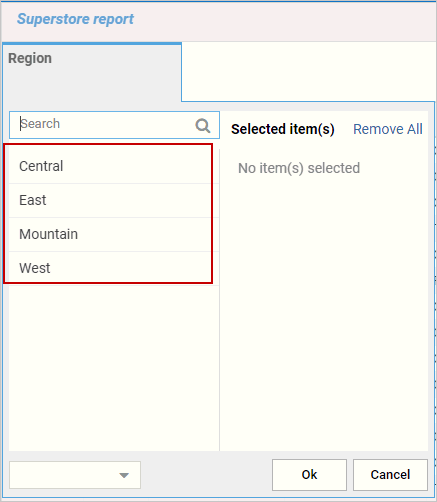 Superstore report
Region
Search
Selected item(s) Remove All
Central
No item(s) selected
East
Mountain
West
Ok Cancel